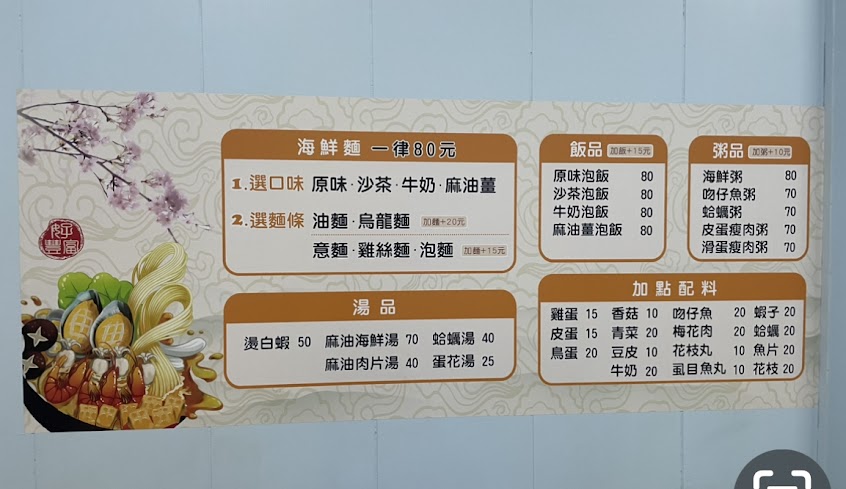 好豐富
海鮮麵 一律80元
1.選口味 原味·沙茶·牛奶·麻油薑
2.選麵條 油麵·烏龍麵 加麵+20元
意麵·雞絲麵·泡麵 加麵+15元
湯品
燙白蝦 50 麻油海鮮湯 70 蛤蠣湯 40
麻油肉片湯 40 蛋花湯 25
飯品 加飯+15元
原味泡飯 80
沙茶泡飯 80
牛奶泡飯 80
麻油薑泡飯 80
粥品 加粥+10元
海鮮粥 80
吻仔魚粥 70
蛤蠣粥 70
皮蛋瘦肉粥 70
滑蛋瘦肉粥 70
加點配料
雞蛋 15 香菇 10 吻仔魚 20 蝦子 20
皮蛋 15 青菜 20 梅花肉 20 蛤蠣 20
鳥蛋 20 豆皮 10 花枝丸 10 魚片 20
牛奶 20 虱目魚丸 10 花枝 20